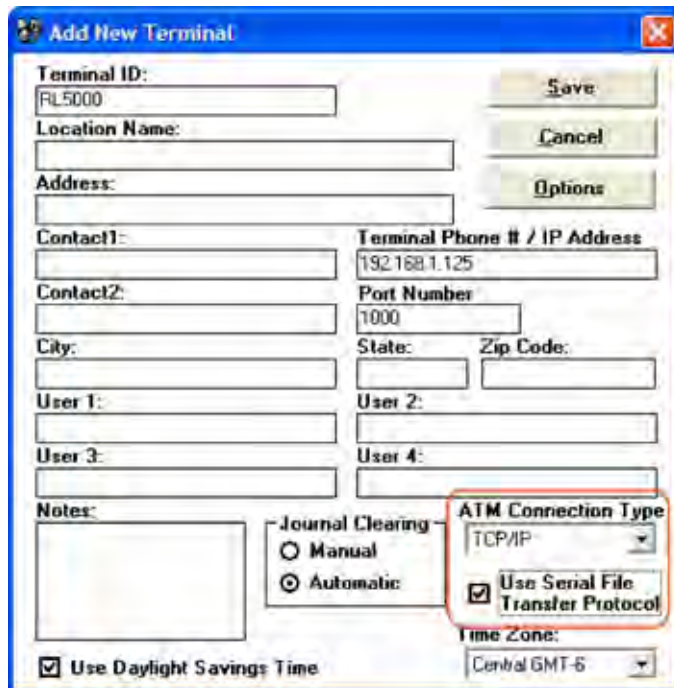 Add New Terminal
Terminal ID:
RL5000
Save
Location Name:
Cancel
Address:
Options
Contact1:
Terminal Phone # / IP Address
192.168.1.125
Contact2:
Port Number
1000
City:
State:
Zip Code:
User 1:
User 2:
User 3:
User 4:
Notes:
Journal Clearing
Manual
Automatic
ATM Connection Type
TCP/IP
Use Serial File
Transfer Protocol
Time Zone:
Central GMT-6
Use Daylight Savings Time